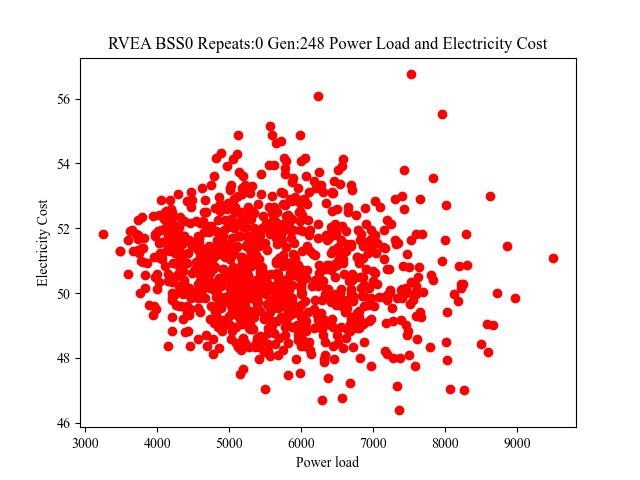 RVEA BSS0 Repeats:0 Gen:248 Power Load and Electricity Cost
56
54
52
50
48
46
Electricity Cost
3000 4000 5000 6000 7000 8000 9000
Power load